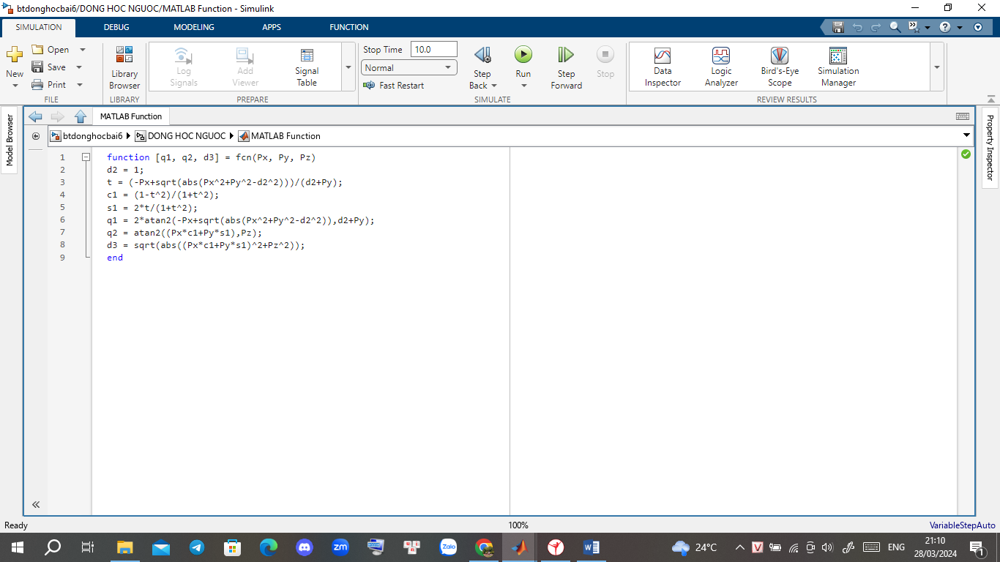 btdonghocbai6/DONG HOC NGUOC/MATLAB Function - Simulink
SIMULATION DEBUG MODELING APPS FUNCTION
New
Open
Save
Print
FILE
Library Browser
LIBRARY
Log Signals
Add Viewer
Signal Table
PREPARE
Stop Time 10.0
Normal
Fast Restart
Step Back
Run
Step Forward
Stop
SIMULATE
Data Inspector
Logic Analyzer
Bird's-Eye Scope
Simulation Manager
REVIEW RESULTS
Model Browser
MATLAB Function
Property Inspector
btdonghocbai6 DONG HOC NGUOC MATLAB Function
1 function [q1, q2, d3] = fcn(Px, Py, Pz)
2 d2 = 1;
3 t = (-Px+sqrt(abs(Px^2+Py^2-d2^2)))/(d2+Py);
4 c1 = (1-t^2)/(1+t^2);
5 s1 = 2*t/(1+t^2);
6 q1 = 2*atan2(-Px+sqrt(abs(Px^2+Py^2-d2^2)),d2+Py);
7 q2 = atan2((Px*c1+Py*s1),Pz);
8 d3 = sqrt(abs((Px*c1+Py*s1)^2+Pz^2));
9 end
Ready 100% VariableStepAuto
zm
Zalo
24°C
V
ENG
21:10
28/03/2024
1